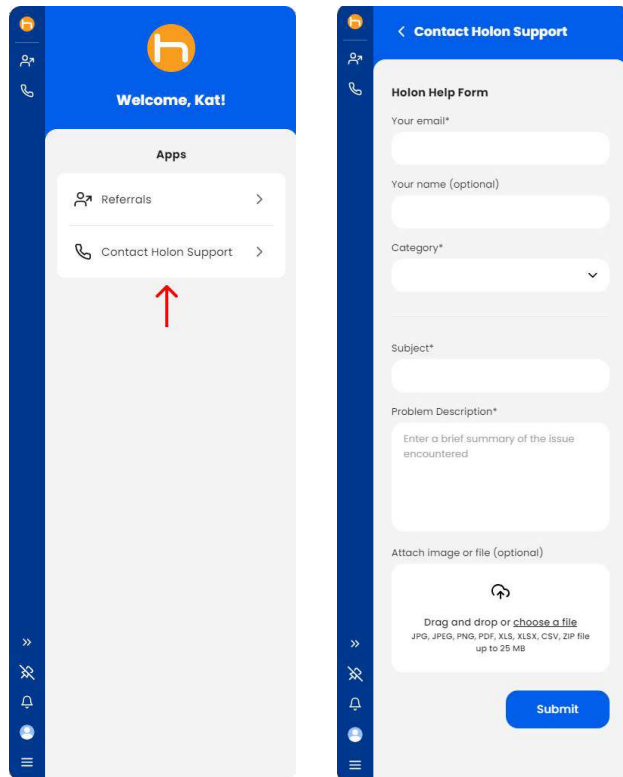 Welcome, Kat!
Apps
Referrals
Contact Holon Support
Contact Holon Support
Holon Help Form
Your email*
Your name (optional)
Category*
Subject*
Problem Description*
Enter a brief summary of the issue
encountered
Attach image or file (optional)
Drag and drop or choose a file
JPG, JPEG, PNG, PDF, XLS, XLSX, CSV, ZIP file
up to 25 MB
Submit